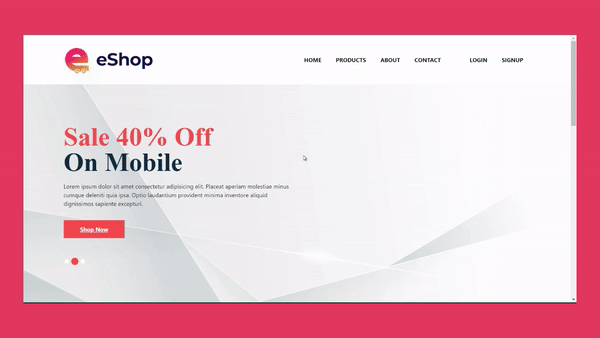 eShop
HOME PRODUCTS ABOUT CONTACT LOGIN SIGNUP
Sale 40% Off
On Mobile
Lorem ipsum dolor sit amet consectetur adipisicing elit. Placeat aperiam molestiae minus
cumque deleniti quia ipsa. Optio laudantium provident minima inventore aliquid
dignissimos sapiente excepturi.
Shop Now